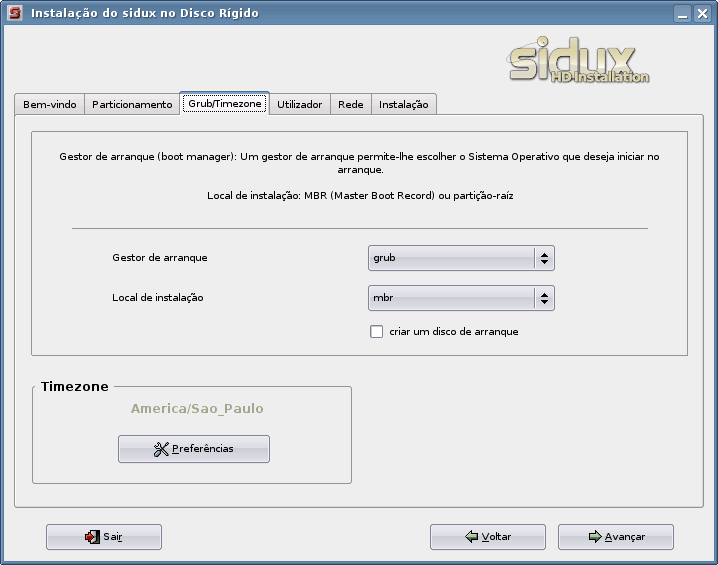 Instalação do sidux no Disco Rígido
sidux
HD-Installation
Bem-vindo Particionamento Grub/Timezone Utilizador Rede Instalação
Gestor de arranque (boot manager): Um gestor de arranque permite-lhe escolher o Sistema Operativo que deseja iniciar no
arranque.
Local de instalação: MBR (Master Boot Record) ou partição-raíz
Gestor de arranque grub
Local de instalação mbr
criar um disco de arranque
Timezone
America/Sao_Paulo
Preferências
Sair Voltar Avançar